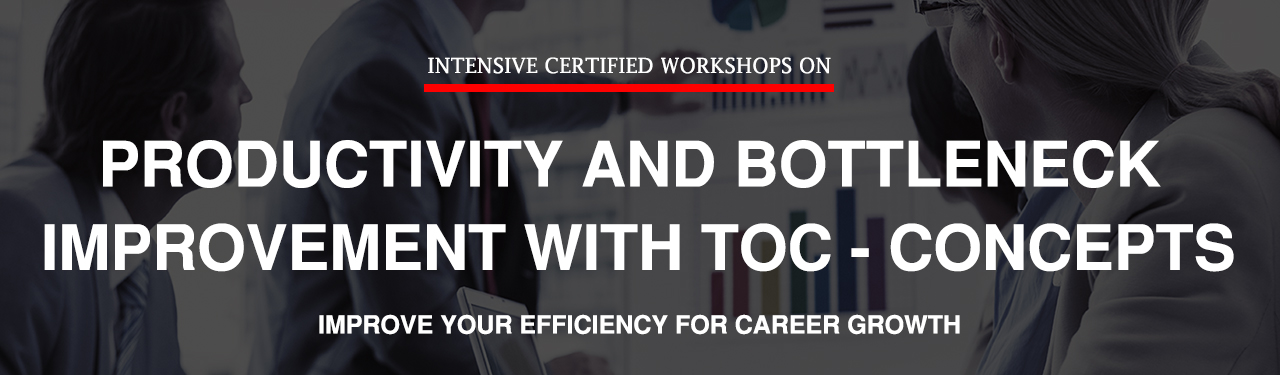 INTENSIVE CERTIFIED WORKSHOPS ON
PRODUCTIVITY AND BOTTLENECK
IMPROVEMENT WITH TOC - CONCEPTS
IMPROVE YOUR EFFICIENCY FOR CAREER GROWTH